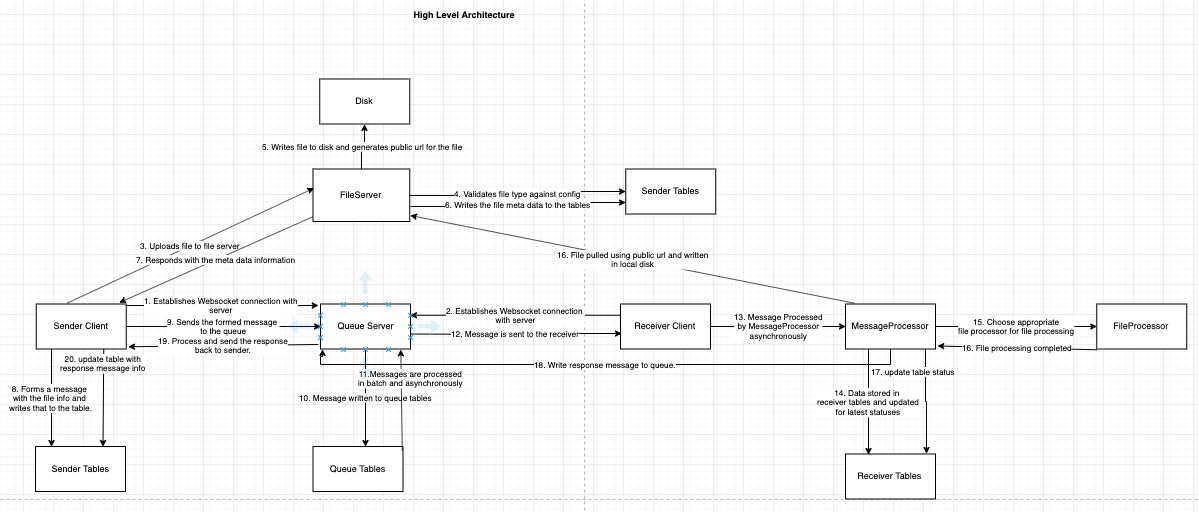 High Level Architecture
Disk
5. Writes file to disk and generates public url for the file
FileServer
4. Validates file type against config
6. Writes the file meta data to the tables
Sender Tables
3. Uploads file to file server
7. Responds with the meta data information
16. File pulled using public url and written
in local disk
Sender Client
1. Establishes Websocket connection with
server
9. Sends the formed message
to the queue
19. Process and send the response
back to sender.
Queue Server
2. Establishes Websocket connection
with server
12. Message is sent to the receiver
Receiver Client
13. Message Processed
by MessageProcessor
asynchronously
MessageProcessor
15. Choose appropriate
file processor for file processing
16. File processing completed
FileProcessor
20. update table with
response message info
18. Write response message to queue.
17. update table status
11.Messages are processed
in batch and asynchronously
8. Forms a message
with the file info and
writes that to the table.
10. Message written to queue tables
14. Data stored in
receiver tables and updated
for latest statuses
Sender Tables
Queue Tables
Receiver Tables